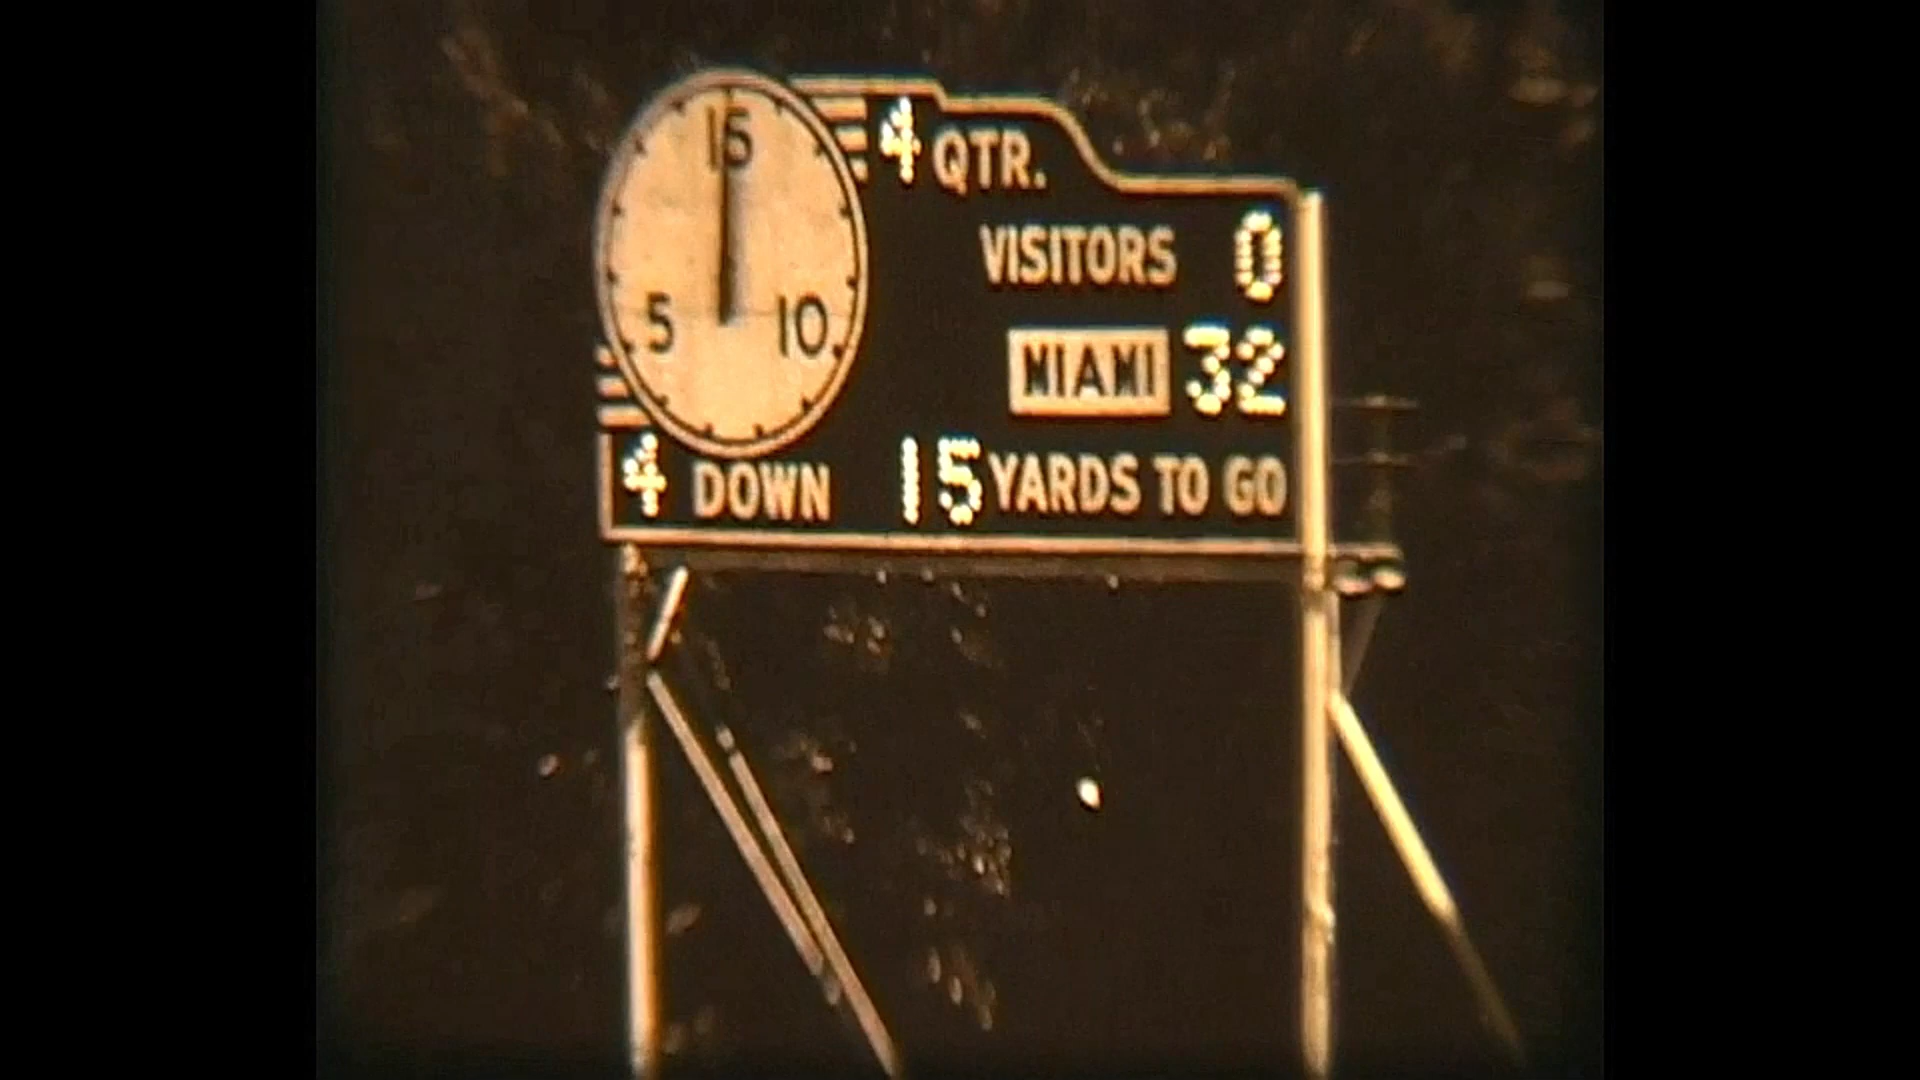 15
5 10
4 QTR.
VISITORS 0
MIAMI 32
4 DOWN 15 YARDS TO GO